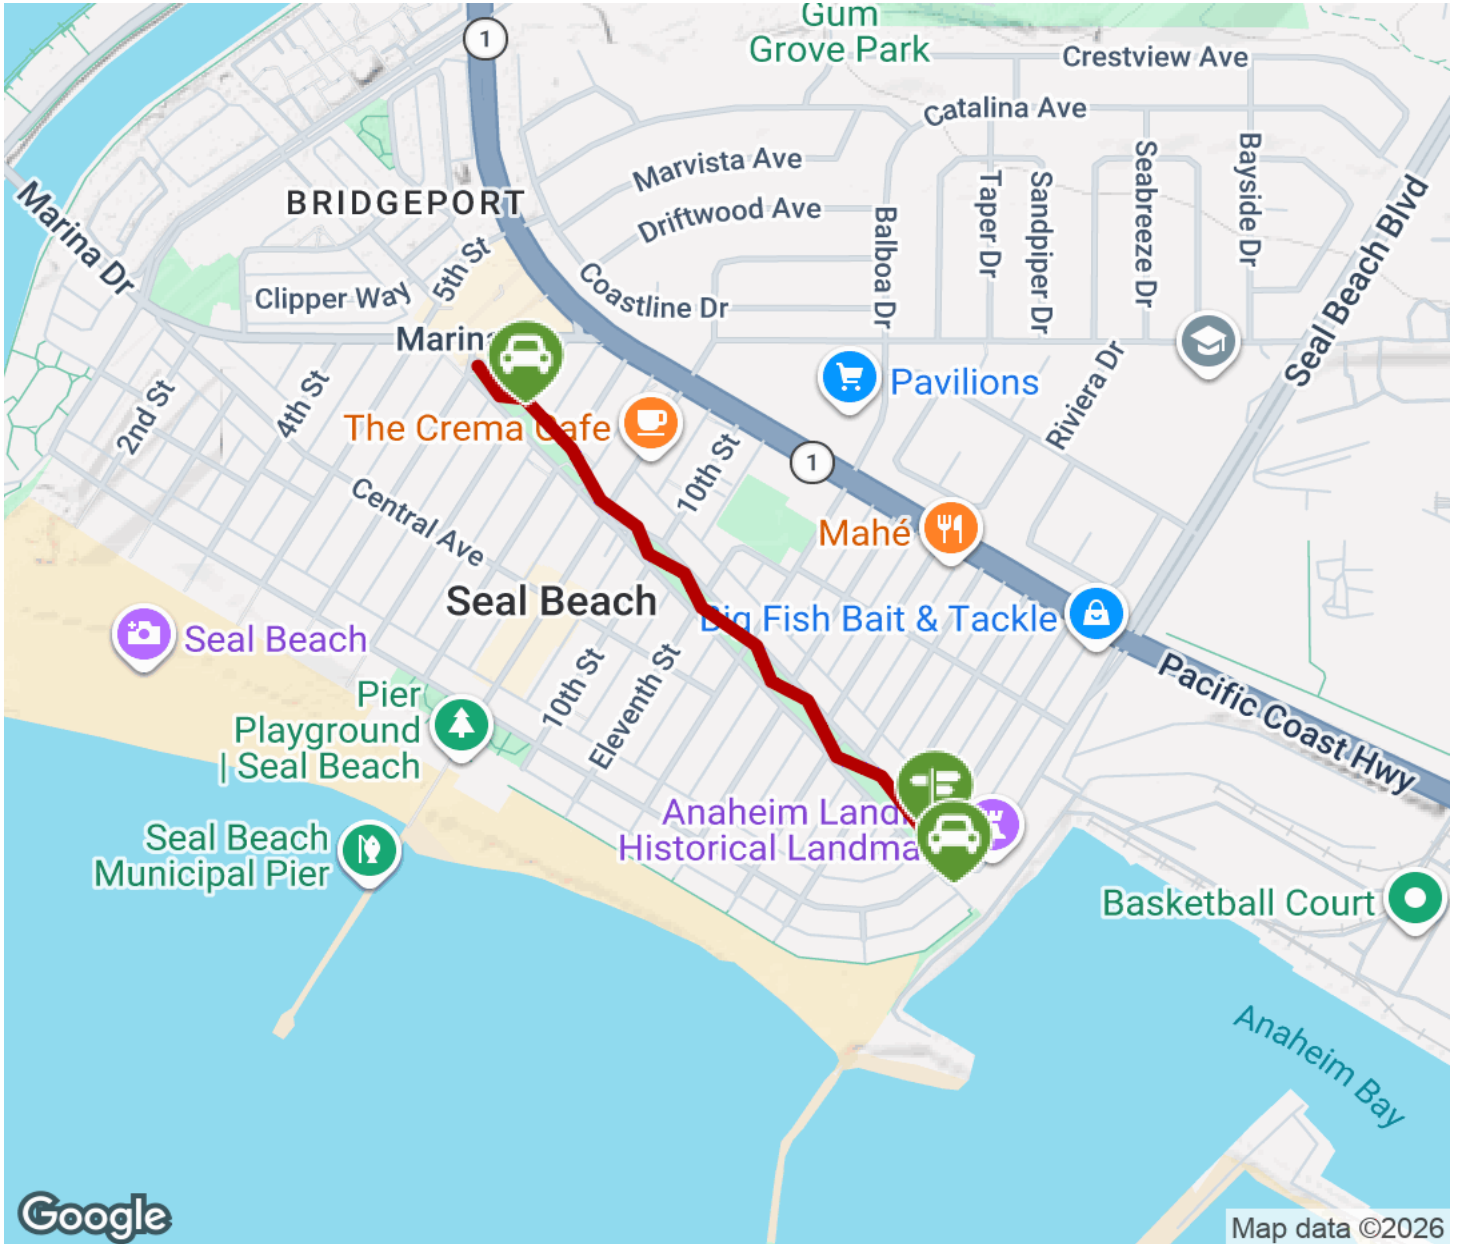 1
Gum
Grove Park
Crestview Ave
Catalina Ave
Marvista Ave
Driftwood Ave
Balboa Dr
Taper Dr
Sandpiper Dr
Seabreeze Dr
Bayside Dr
Seal Beach Blvd
BRIDGEPORT
Marina Dr
5th St
Clipper Way
Coastline Dr
Marin
2nd St
4th St
The Crema Cafe
Pavilions
Riviera Dr
1
10th St
Central Ave
Mahé
Seal Beach
Big Fish Bait & Tackle
Seal Beach
Pier
Playground
| Seal Beach
10th St
Eleventh St
Pacific Coast Hwy
Seal Beach
Municipal Pier
Anaheim Land
Historical Landma
Basketball Court
Anaheim Bay
Google
Map data ©2026